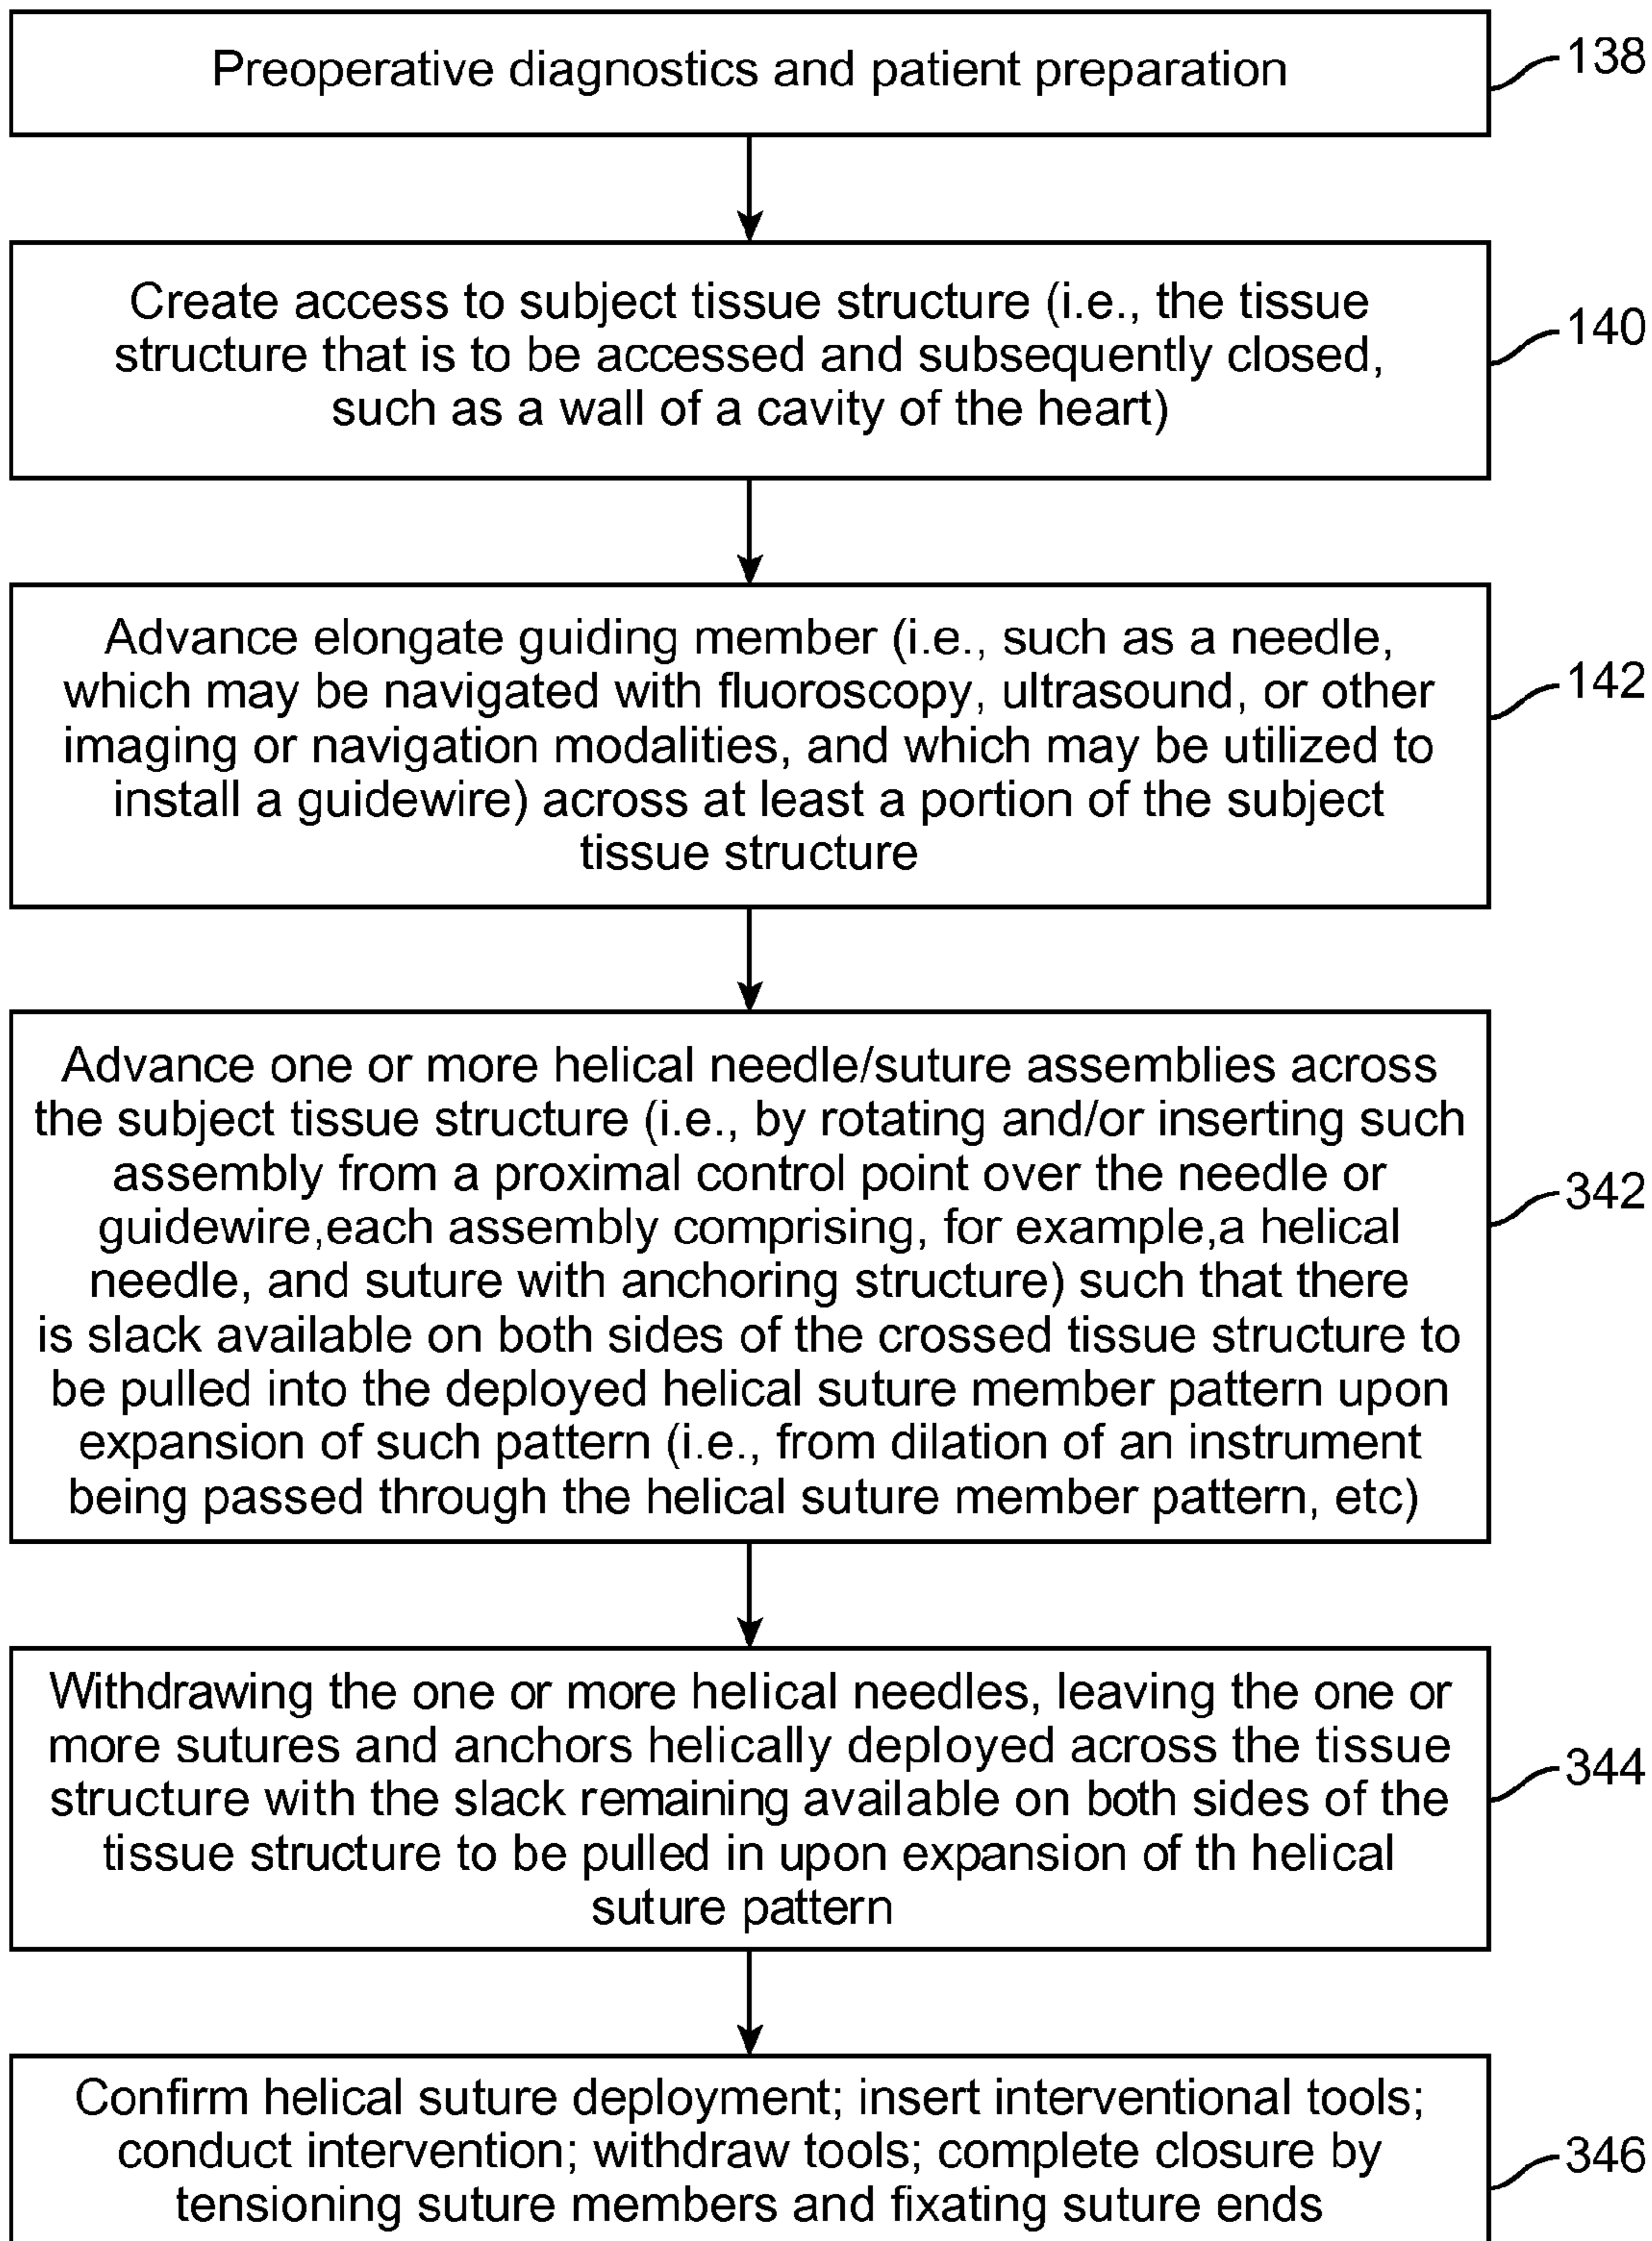 Preoperative diagnostics and patient preparation
138
Create access to subject tissue structure (i.e., the tissue
structure that is to be accessed and subsequently closed,
such as a wall of a cavity of the heart)
140
Advance elongate guiding member (i.e., such as a needle,
which may be navigated with fluoroscopy, ultrasound, or other
imaging or navigation modalities, and which may be utilized to
install a guidewire) across at least a portion of the subject
tissue structure
142
Advance one or more helical needle/suture assemblies across
the subject tissue structure (i.e., by rotating and/or inserting such
assembly from a proximal control point over the needle or
guidewire,each assembly comprising, for example,a helical
needle, and suture with anchoring structure) such that there
is slack available on both sides of the crossed tissue structure to
be pulled into the deployed helical suture member pattern upon
expansion of such pattern (i.e., from dilation of an instrument
being passed through the helical suture member pattern, etc)
342
Withdrawing the one or more helical needles, leaving the one or
more sutures and anchors helically deployed across the tissue
structure with the slack remaining available on both sides of the
tissue structure to be pulled in upon expansion of th helical
suture pattern
344
Confirm helical suture deployment; insert interventional tools;
conduct intervention; withdraw tools; complete closure by
tensioning suture members and fixating suture ends
346